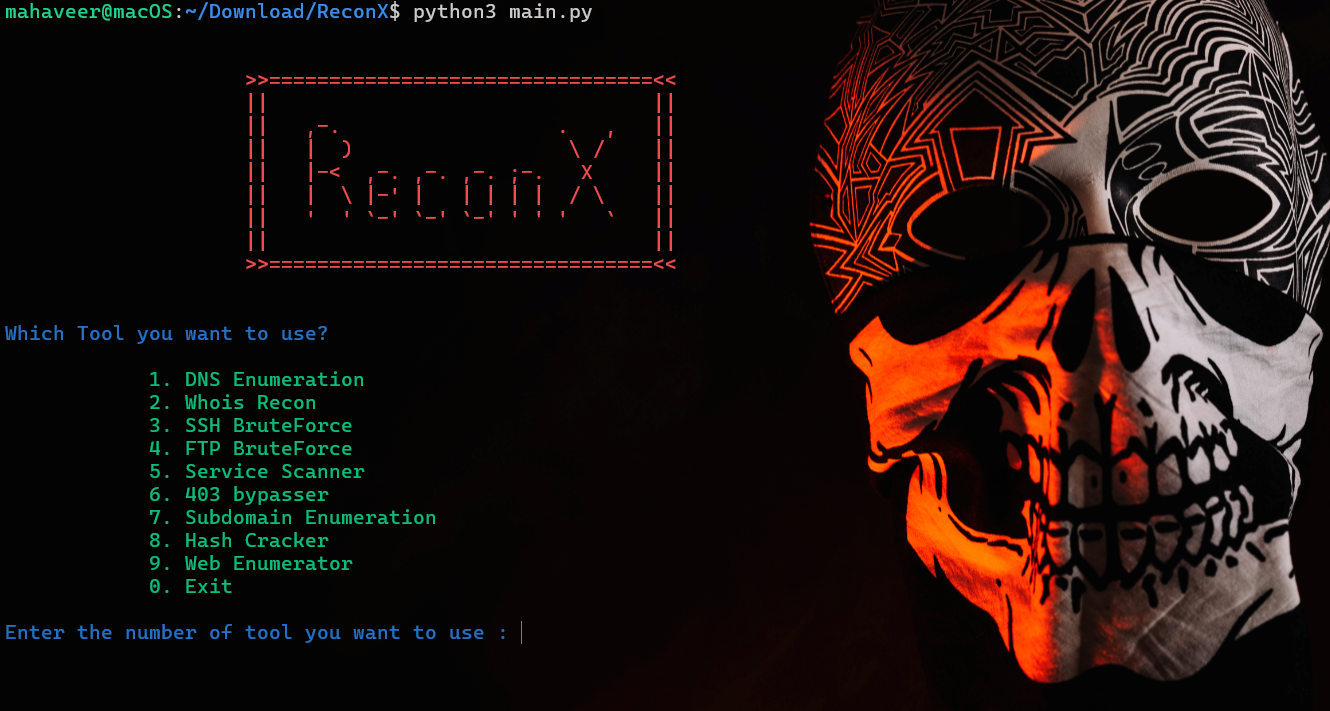 mahaveer@macOS:~/Download/ReconX$ python3 main.py
>>================================<<
ReconX
>>================================<<
Which Tool you want to use?
1. DNS Enumeration
2. Whois Recon
3. SSH BruteForce
4. FTP BruteForce
5. Service Scanner
6. 403 bypasser
7. Subdomain Enumeration
8. Hash Cracker
9. Web Enumerator
0. Exit
Enter the number of tool you want to use :